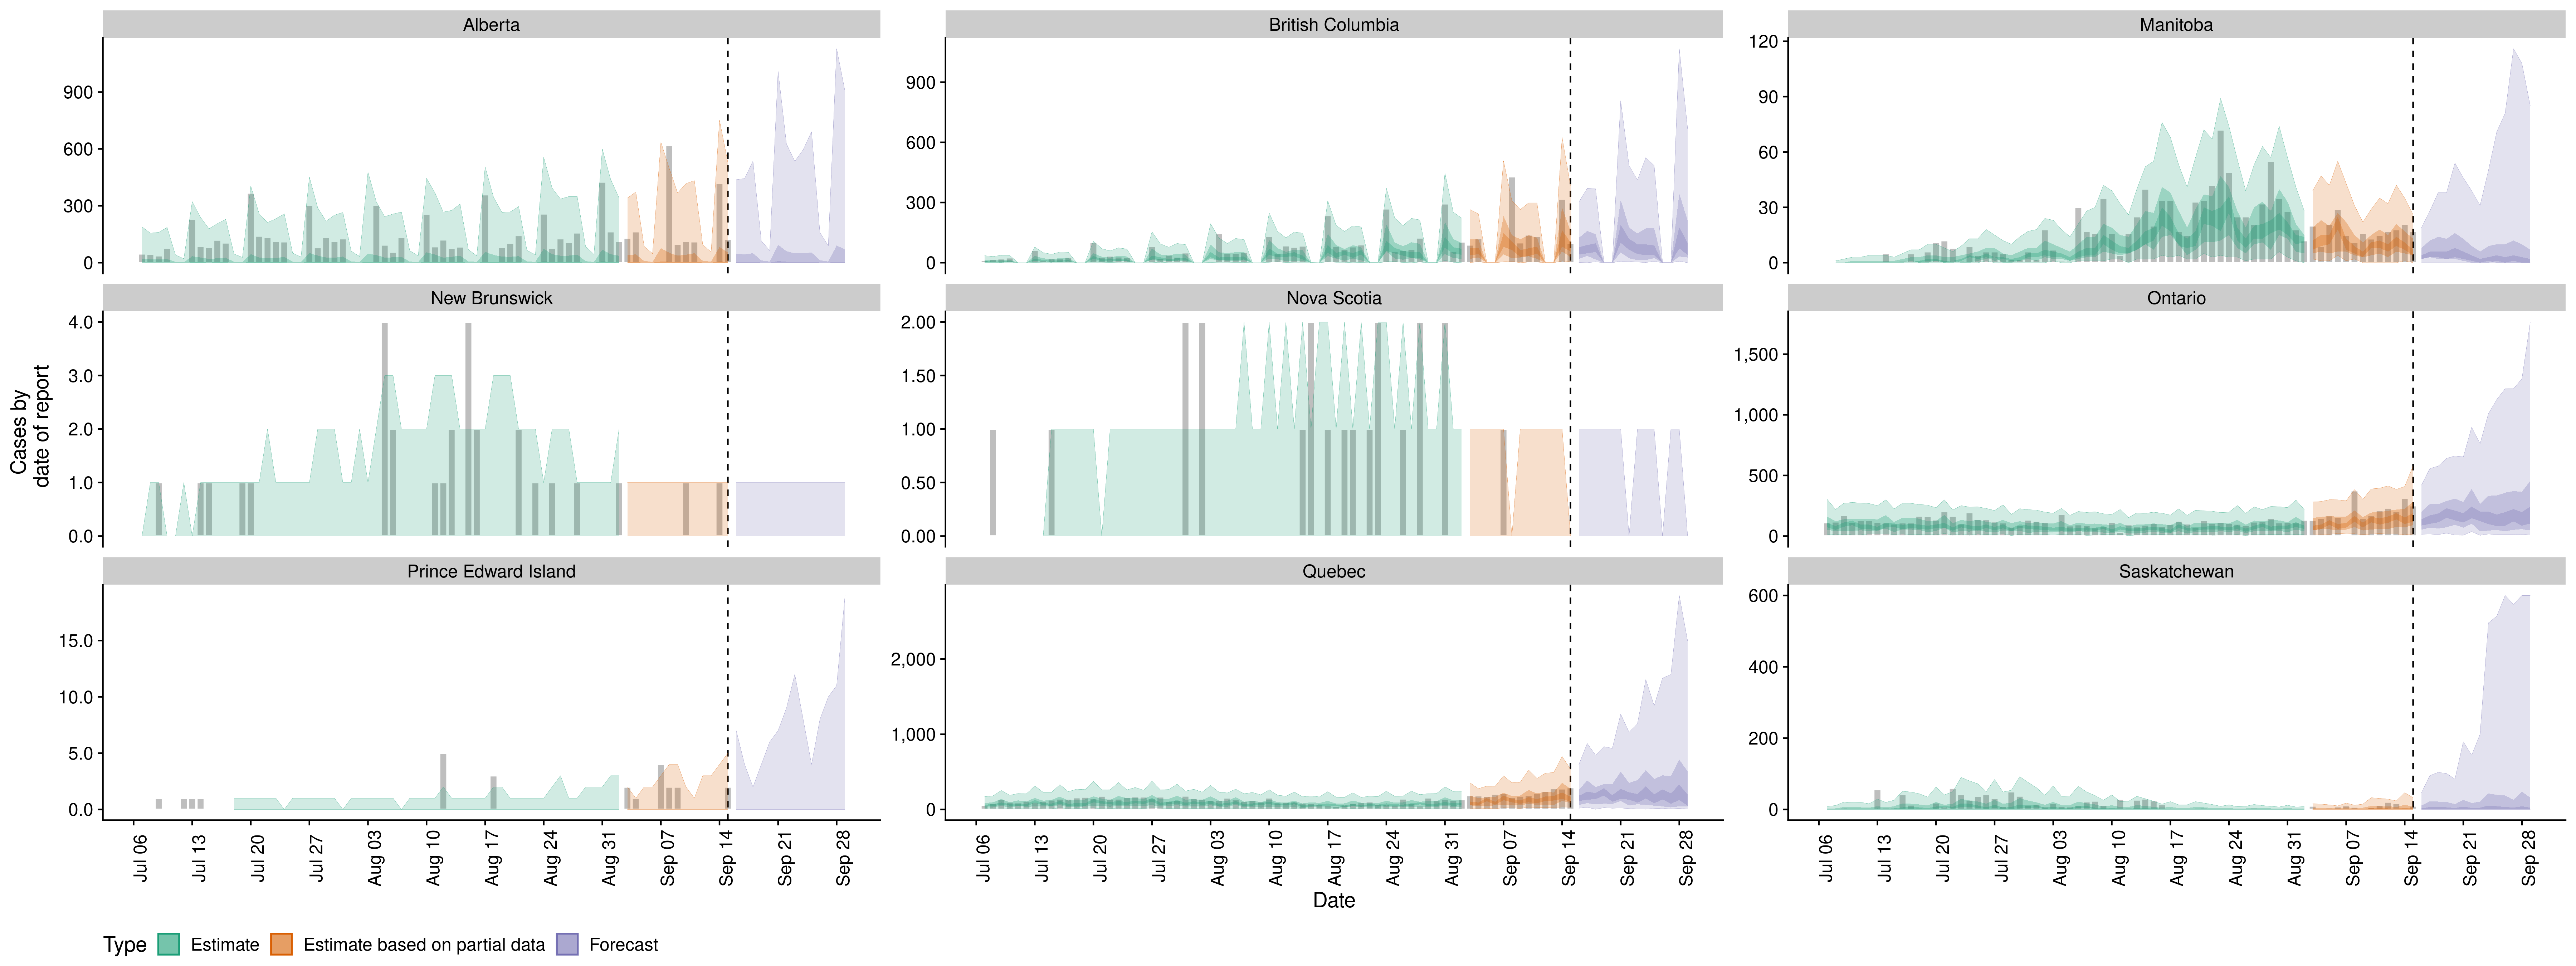 Alberta
British Columbia
Manitoba
900
600
300
0
900
600
300
0
120
90
60
30
0
New Brunswick
Nova Scotia
Ontario
4.0
3.0
2.0
1.0
0.0
2.00
1.50
1.00
0.50
0.00
1,500
1,000
500
0
Cases by
date of report
Prince Edward Island
Quebec
Saskatchewan
15.0
10.0
5.0
0.0
2,000
1,000
0
600
400
200
0
Jul 06 Jul 13 Jul 20 Jul 27 Aug 03 Aug 10 Aug 17 Aug 24 Aug 31 Sep 07 Sep 14 Sep 21 Sep 28
Jul 06 Jul 13 Jul 20 Jul 27 Aug 03 Aug 10 Aug 17 Aug 24 Aug 31 Sep 07 Sep 14 Sep 21 Sep 28
Jul 06 Jul 13 Jul 20 Jul 27 Aug 03 Aug 10 Aug 17 Aug 24 Aug 31 Sep 07 Sep 14 Sep 21 Sep 28
Date
Type Estimate Estimate based on partial data Forecast